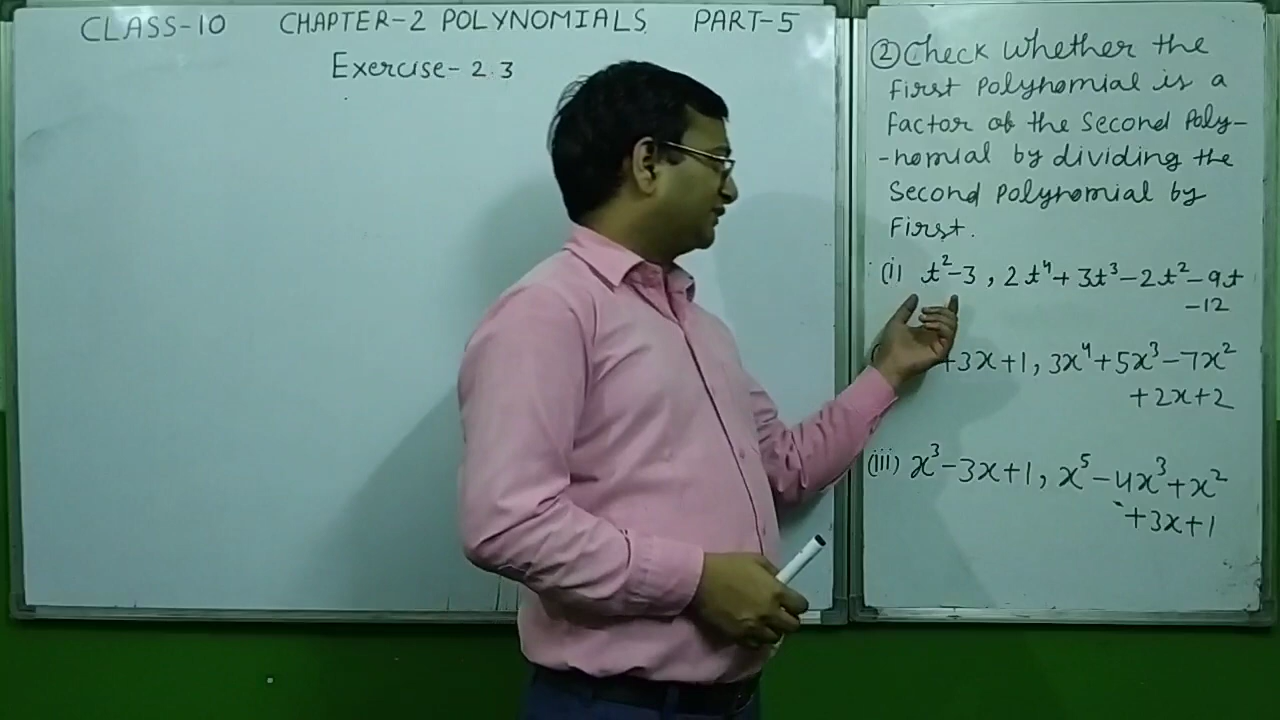 CLASS-10 CHAPTER-2 POLYNOMIALS PART-5
Exercise-2.3
② Check whether the
First Polynomial is a
factor of the Second Poly-
-nomial by dividing the
Second Polynomial by
First.
(i) t²-3, 2t⁴+3t³-2t²-9t
-12
+3x+1, 3x⁴+5x³-7x²
+2x+2
(iii) x³-3x+1, x⁵-4x³+x²
+3x+1